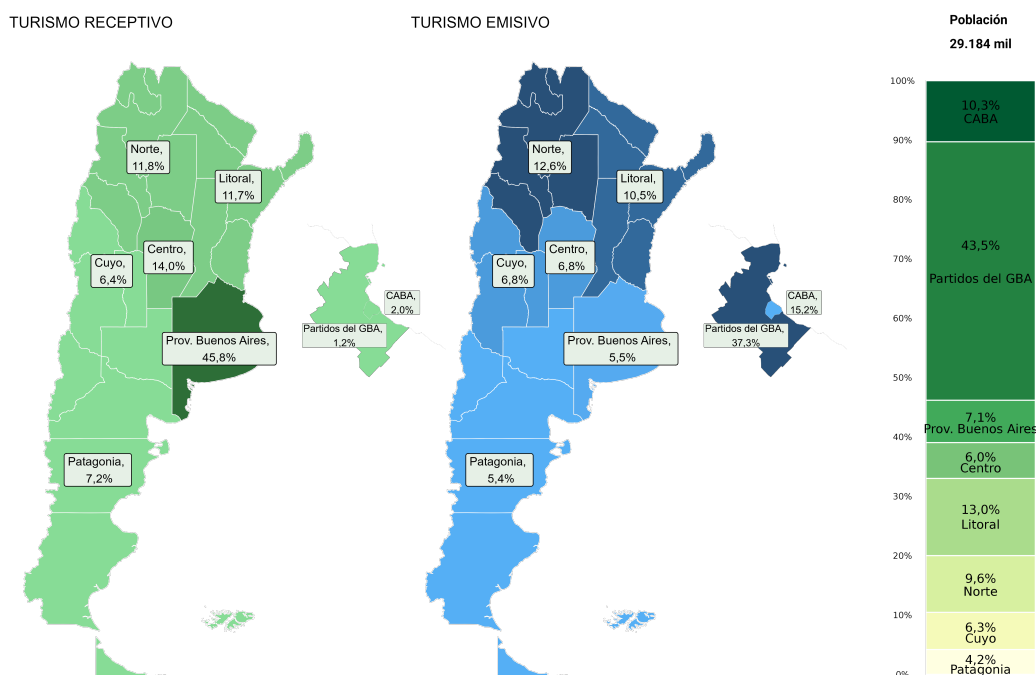 TURISMO RECEPTIVO
Norte,
11,8%
Litoral,
11,7%
Centro,
14,0%
Cuyo,
6,4%
CABA,
2,0%
Partidos del GBA,
1,2%
Prov. Buenos Aires,
45,8%
Patagonia,
7,2%
TURISMO EMISIVO
Norte,
12,6%
Litoral,
10,5%
Centro,
6,8%
Cuyo,
6,8%
CABA,
15,2%
Partidos del GBA,
37,3%
Prov. Buenos Aires,
5,5%
Patagonia,
5,4%
Población
29.184 mil
100%
90%
80%
70%
60%
50%
40%
30%
20%
10%
0%
10,3%
CABA
43,5%
Partidos del GBA
7,1%
Prov. Buenos Aires
6,0%
Centro
13,0%
Litoral
9,6%
Norte
6,3%
Cuyo
4,2%
Patagonia